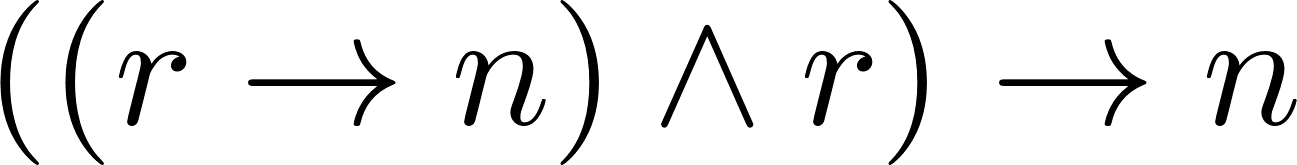 ((r → n) ∧ r) → n